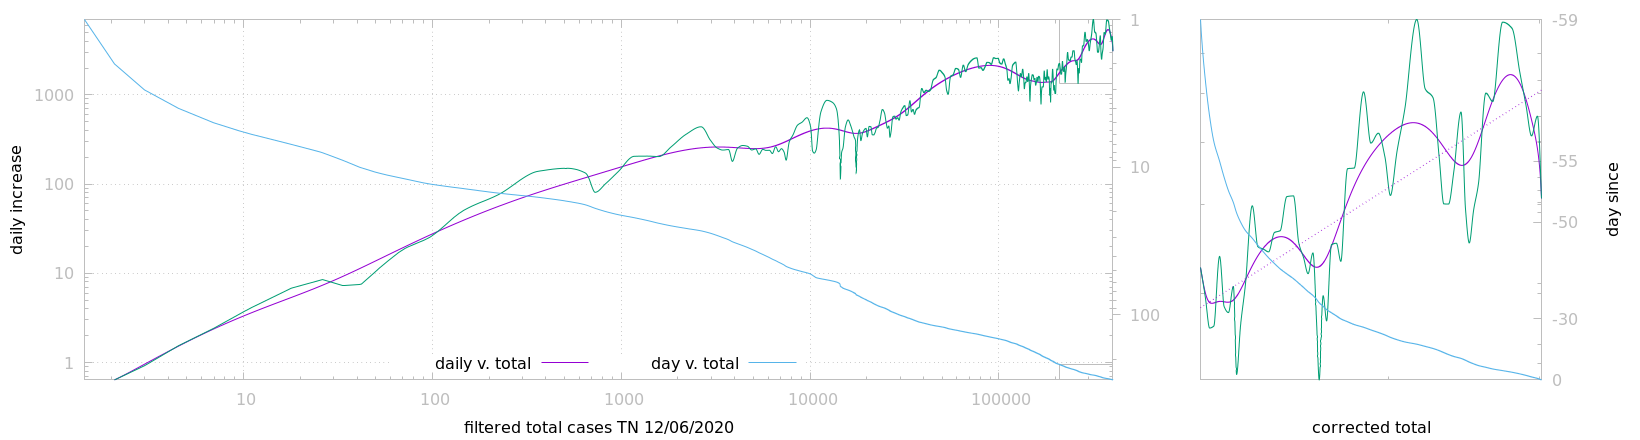 1
-59
1000
daily increase
10
-55
day since
100
-50
10
100
-30
1
daily v. total
day v. total
0
10
100
1000
10000
100000
filtered total cases TN 12/06/2020
corrected total